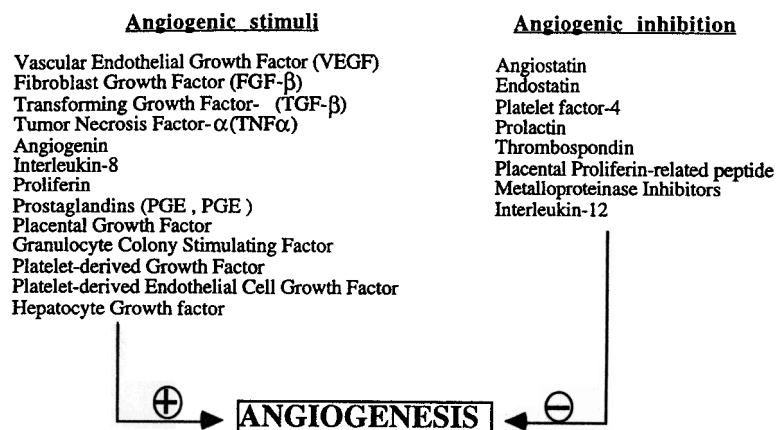 Angiogenic stimuli
Vascular Endothelial Growth Factor (VEGF)
Fibroblast Growth Factor (FGF-β)
Transforming Growth Factor- (TGF-β)
Tumor Necrosis Factor-α(TNFα)
Angiogenin
Interleukin-8
Proliferin
Prostaglandins (PGE , PGE )
Placental Growth Factor
Granulocyte Colony Stimulating Factor
Platelet-derived Growth Factor
Platelet-derived Endothelial Cell Growth Factor
Hepatocyte Growth factor
Angiogenic inhibition
Angiostatin
Endostatin
Platelet factor-4
Prolactin
Thrombospondin
Placental Proliferin-related peptide
Metalloproteinase Inhibitors
Interleukin-12
+
−
ANGIOGENESIS